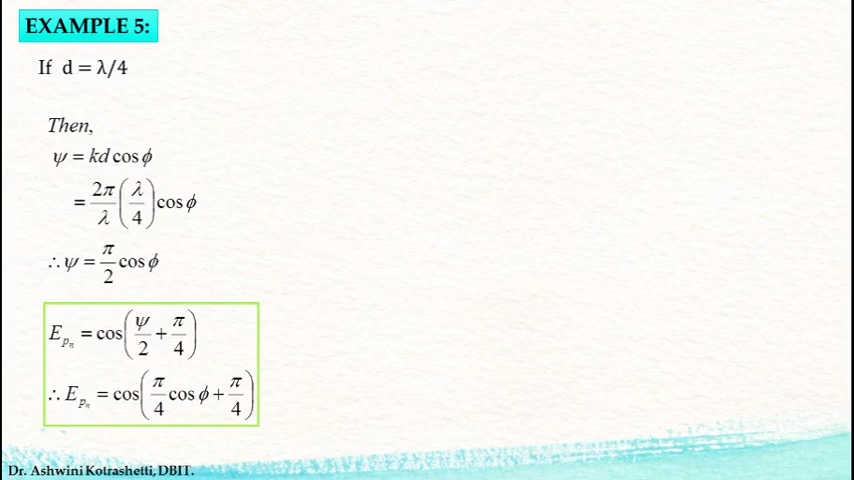 EXAMPLE 5:
If d = λ/4
Then,
ψ = kd cos ϕ
= 2π/λ (λ/4) cos ϕ
∴ ψ = π/2 cos ϕ
E_{p_n} = cos(ψ/2 + π/4)
∴ E_{p_n} = cos(π/4 cos ϕ + π/4)
Dr. Ashwini Kotrashetti, DBIT.